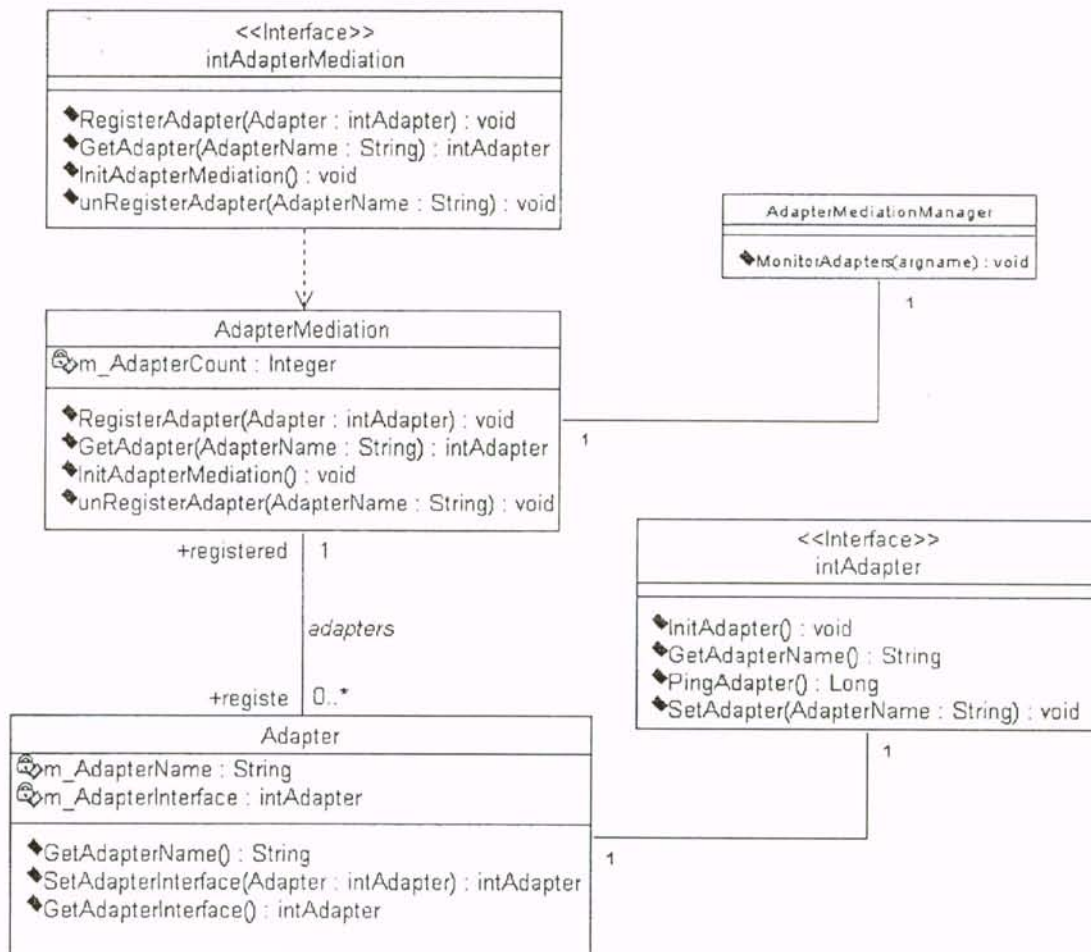 <<Interface>>
intAdapterMediation
RegisterAdapter(Adapter : intAdapter) : void
GetAdapter(AdapterName : String) : intAdapter
InitAdapterMediation() : void
unRegisterAdapter(AdapterName : String) : void
AdapterMediationManager
MonitorAdapters(argname) : void
1
AdapterMediation
m_AdapterCount : Integer
RegisterAdapter(Adapter : intAdapter) : void
GetAdapter(AdapterName : String) : intAdapter
InitAdapterMediation() : void
unRegisterAdapter(AdapterName : String) : void
1
+registered 1
adapters
+registe 0..*
<<Interface>>
intAdapter
InitAdapter() : void
GetAdapterName() : String
PingAdapter() : Long
SetAdapter(AdapterName : String) : void
1
Adapter
m_AdapterName : String
m_AdapterInterface : intAdapter
GetAdapterName() : String
SetAdapterInterface(Adapter : intAdapter) : intAdapter
GetAdapterInterface() : intAdapter
1